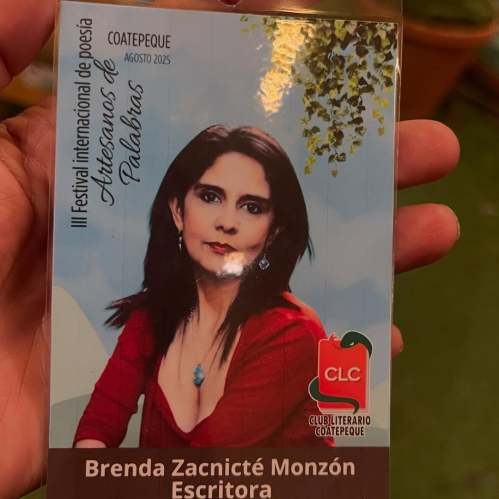 III Festival internacional de poesía
Artesanos de
Palabras
COATEPEQUE
AGOSTO 2025
CLC
CLUB LITERARIO
COATEPEQUE
Brenda Zacnicté Monzón
Escritora